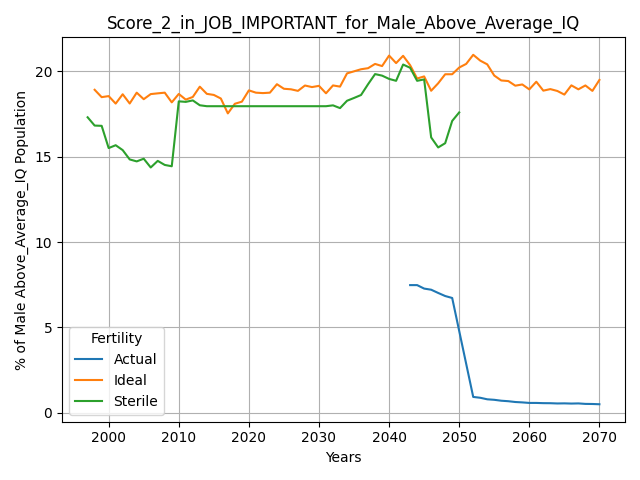 Score_2_in_JOB_IMPORTANT_for_Male_Above_Average_IQ
% of Male Above_Average_IQ Population
20
15
10
5
0
Fertility
Actual
Ideal
Sterile
2000 2010 2020 2030 2040 2050 2060 2070
Years